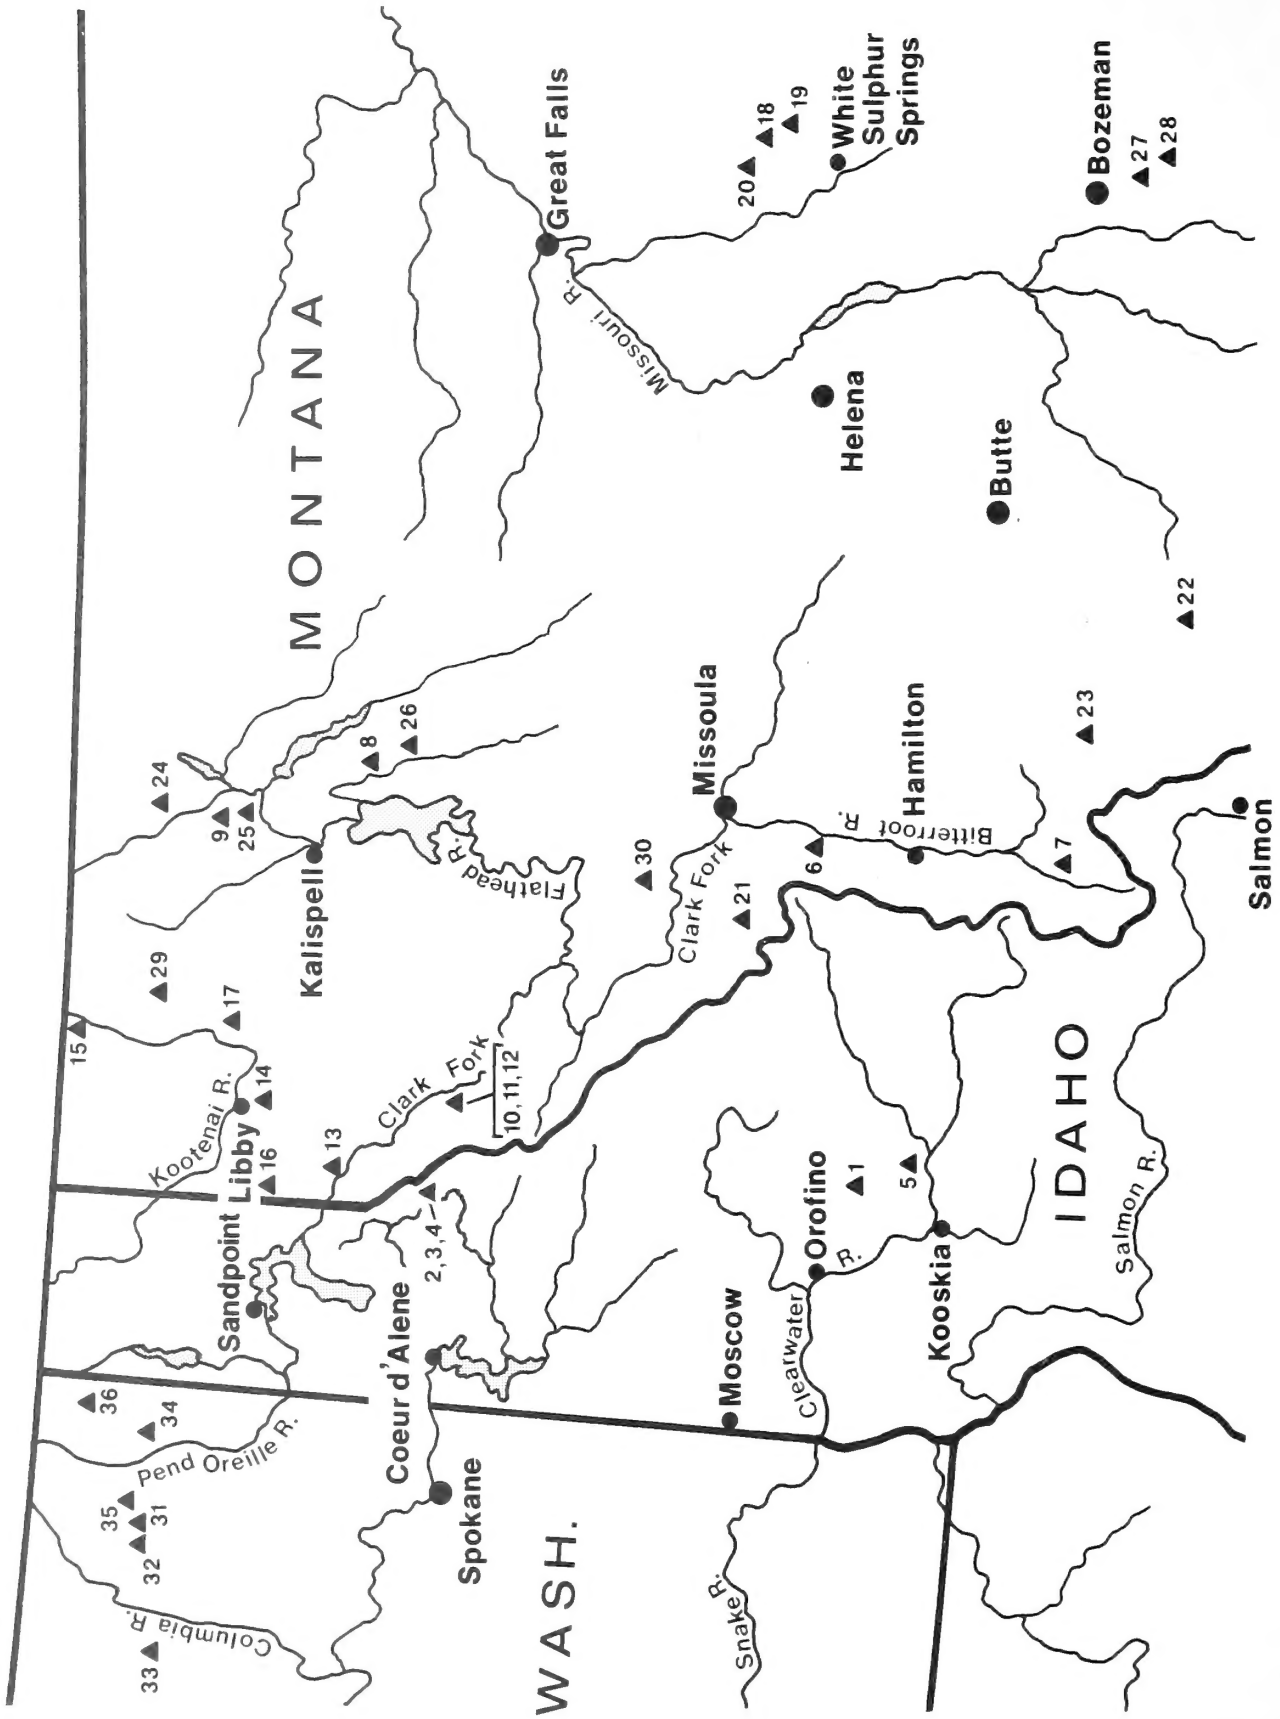 MONTANA
Great Falls
Missouri R.
20
18
19
White
Sulphur
Springs
Bozeman
27
28
Helena
Butte
22
23
24
9
25
8
26
Kalispell
Flathead R.
29
17
15
Kootenai R.
Libby
14
16
13
Clark Fork
10, 11, 12
30
Clark Fork
21
Missoula
6
Hamilton
Bitterroot R.
7
Salmon
IDAHO
Salmon R.
Orofino
1
5
Kooskia
Clearwater R.
Moscow
Sandpoint
2, 3, 4
Coeur d'Alene
Spokane
36
34
Pend Oreille R.
35
31
32
33
Columbia R.
WASH.
Snake R.